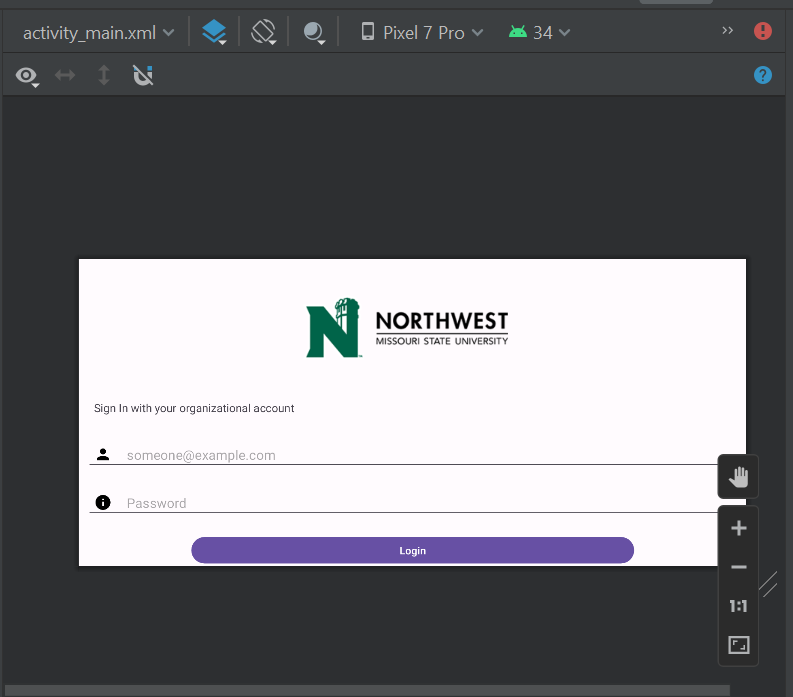 activity_main.xml Pixel 7 Pro 34
NORTHWEST
MISSOURI STATE UNIVERSITY
Sign In with your organizational account
someone@example.com
Password
Login
1:1